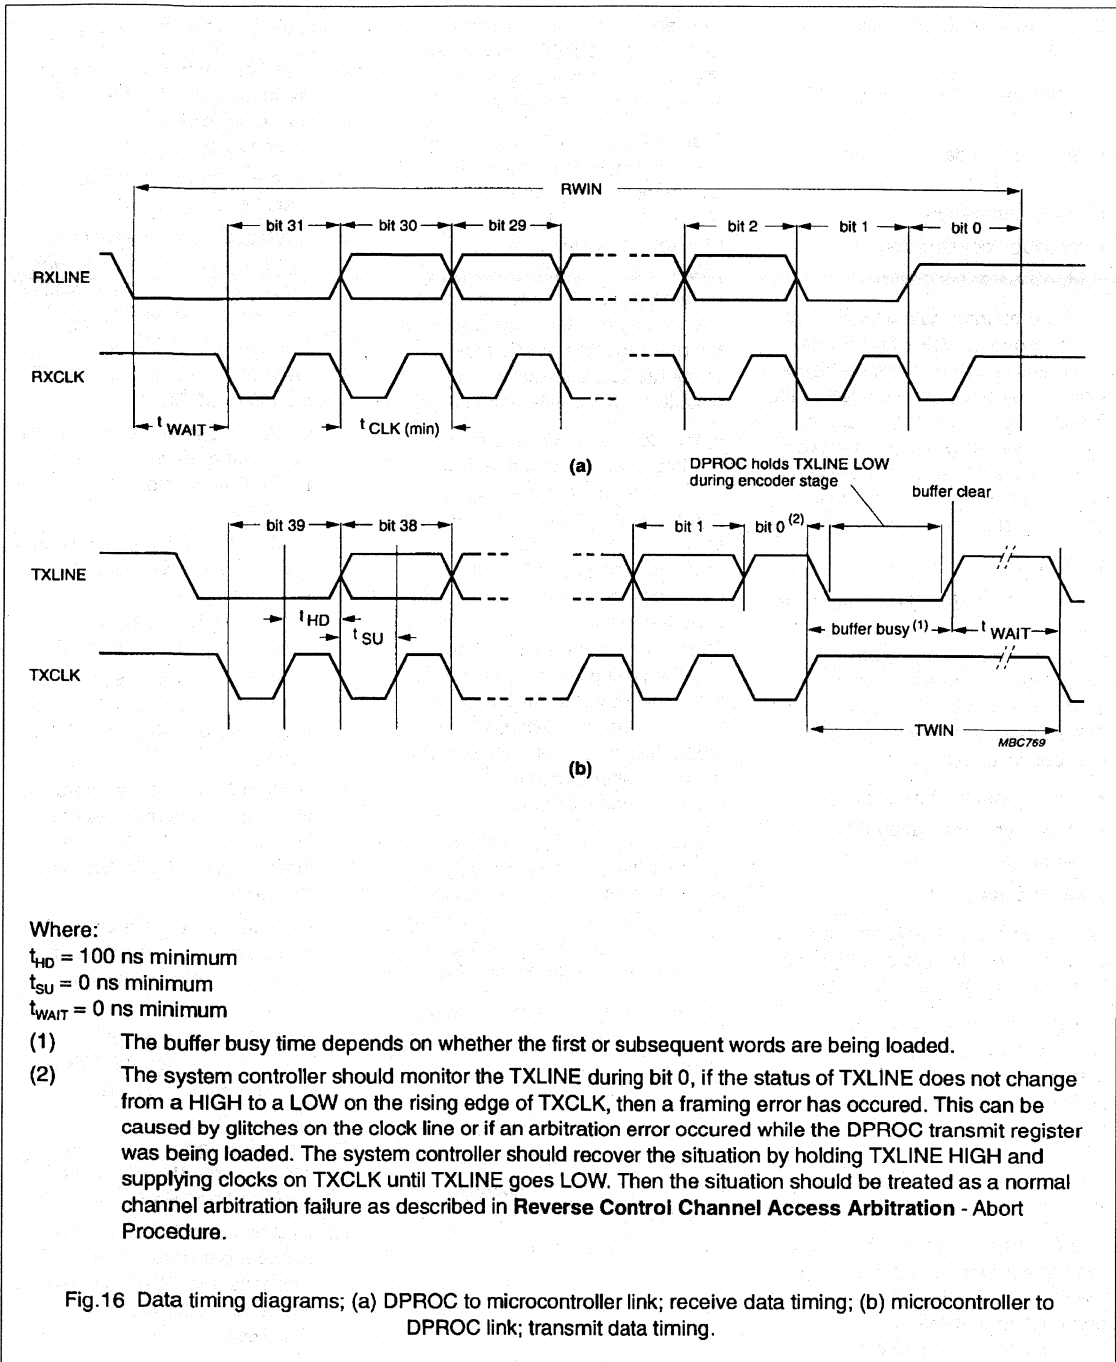 RWIN
bit 31 bit 30 bit 29 bit 2 bit 1 bit 0
RXLINE
RXCLK
t WAIT t CLK (min)
(a)
DPROC holds TXLINE LOW
during encoder stage
buffer clear
bit 39 bit 38 bit 1 bit 0 (2)
TXLINE
t HD
t SU
buffer busy (1) t WAIT
TXCLK
TWIN
MBC769
(b)
Where:
tHD = 100 ns minimum
tSU = 0 ns minimum
tWAIT = 0 ns minimum
(1) The buffer busy time depends on whether the first or subsequent words are being loaded.
(2) The system controller should monitor the TXLINE during bit 0, if the status of TXLINE does not change
from a HIGH to a LOW on the rising edge of TXCLK, then a framing error has occured. This can be
caused by glitches on the clock line or if an arbitration error occured while the DPROC transmit register
was being loaded. The system controller should recover the situation by holding TXLINE HIGH and
supplying clocks on TXCLK until TXLINE goes LOW. Then the situation should be treated as a normal
channel arbitration failure as described in Reverse Control Channel Access Arbitration - Abort
Procedure.
Fig.16 Data timing diagrams; (a) DPROC to microcontroller link; receive data timing; (b) microcontroller to
DPROC link; transmit data timing.